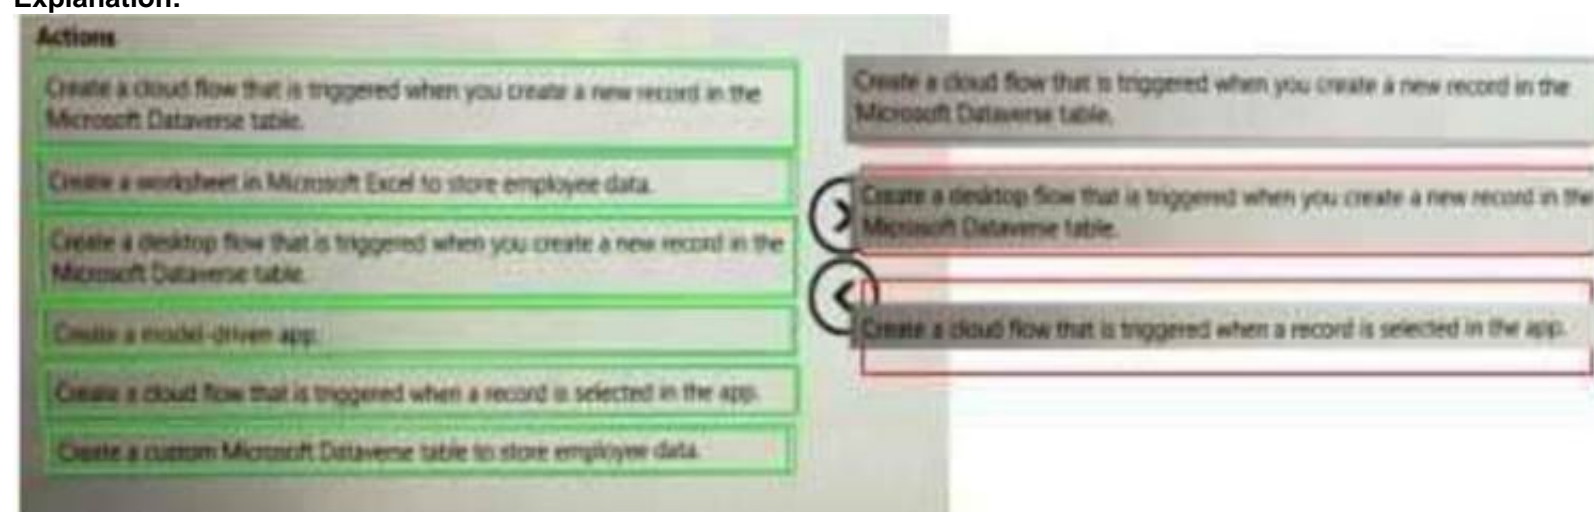 Explanation:
Actions
Create a cloud flow that is triggered when you create a new record in the
Microsoft Dataverse table.
Create a worksheet in Microsoft Excel to store employee data.
Create a desktop flow that is triggered when you create a new record in the
Microsoft Dataverse table.
Create a model-driven app.
Create a cloud flow that is triggered when a record is selected in the app.
Create a custom Microsoft Dataverse table to store employee data.
Create a cloud flow that is triggered when you create a new record in the
Microsoft Dataverse table.
Create a desktop flow that is triggered when you create a new record in the
Microsoft Dataverse table.
Create a cloud flow that is triggered when a record is selected in the app.